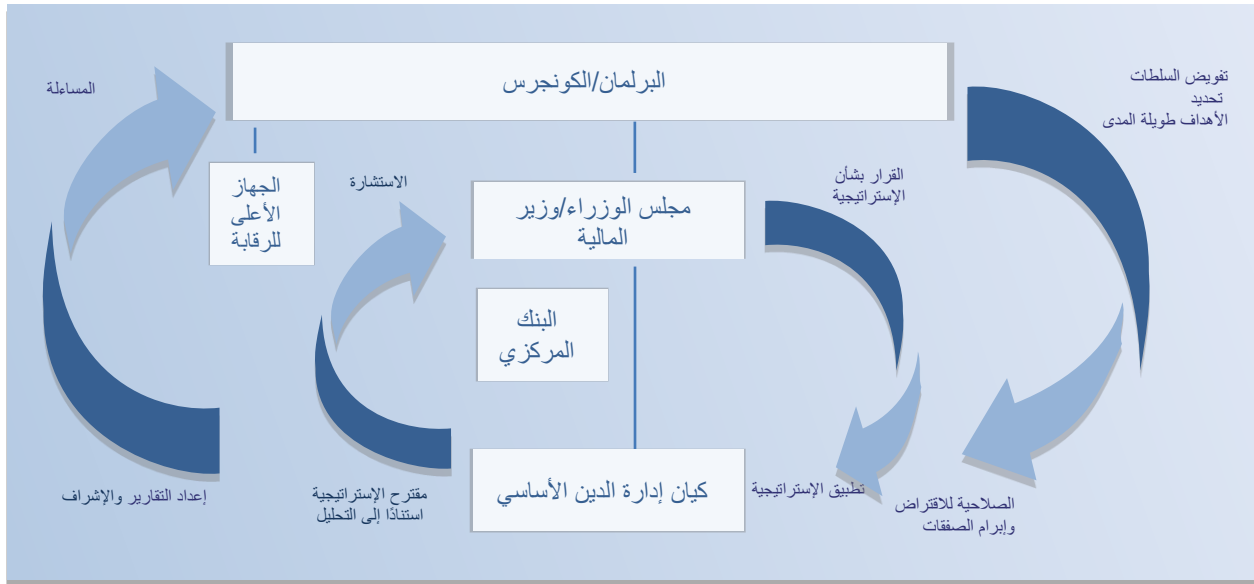 البرلمان/الكونجرس
تفويض السلطات
تحديد
الأهداف طويلة المدى
المساءلة
الجهاز
الأعلى
للرقابة
الاستشارة
مجلس الوزراء/وزير
المالية
القرار بشأن
الإستراتيجية
البنك
المركزي
كيان إدارة الدين الأساسي
تطبيق الإستراتيجية
الصلاحية للاقتراض
وإبرام الصفقات
مقترح الإستراتيجية
استنادًا إلى التحليل
إعداد التقارير والإشراف